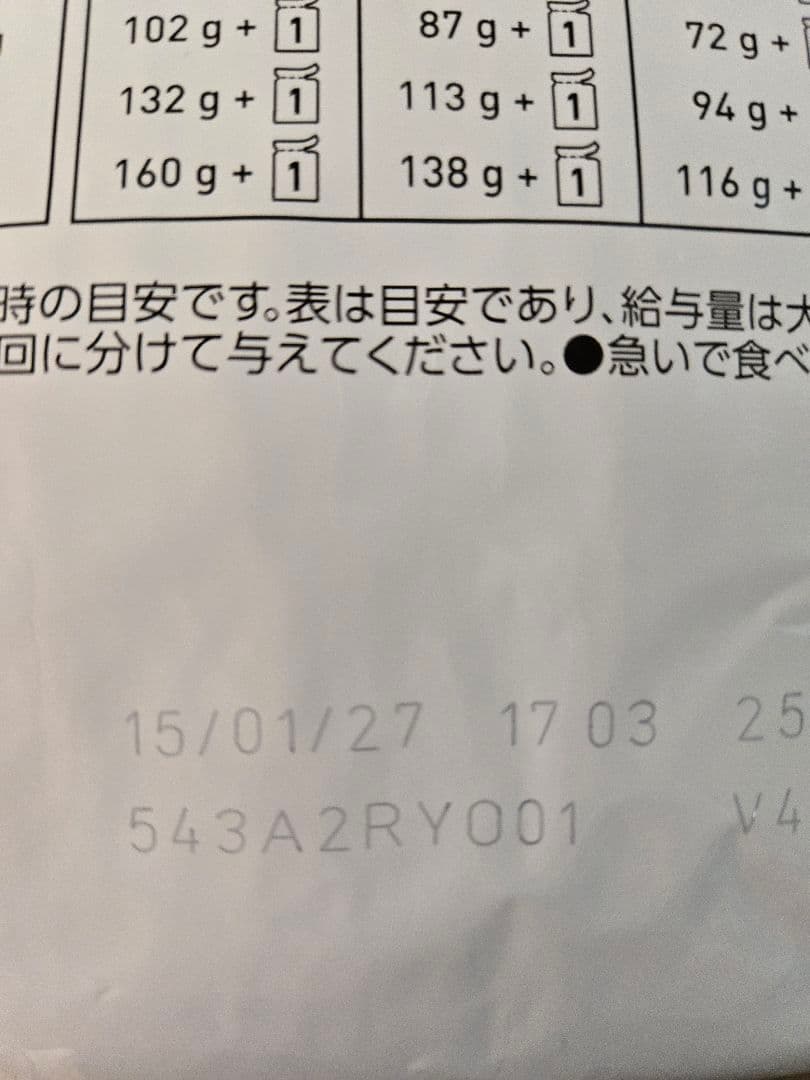 102 g + 1 87 g + 1 72 g +
132 g + 1 113 g + 1 94 g +
160 g + 1 138 g + 1 116 g +
時の目安です。表は目安であり、給与量は犬
回に分けて与えてください。●急いで食べ
15/01/27 17 03 25
543A2RY001 V4